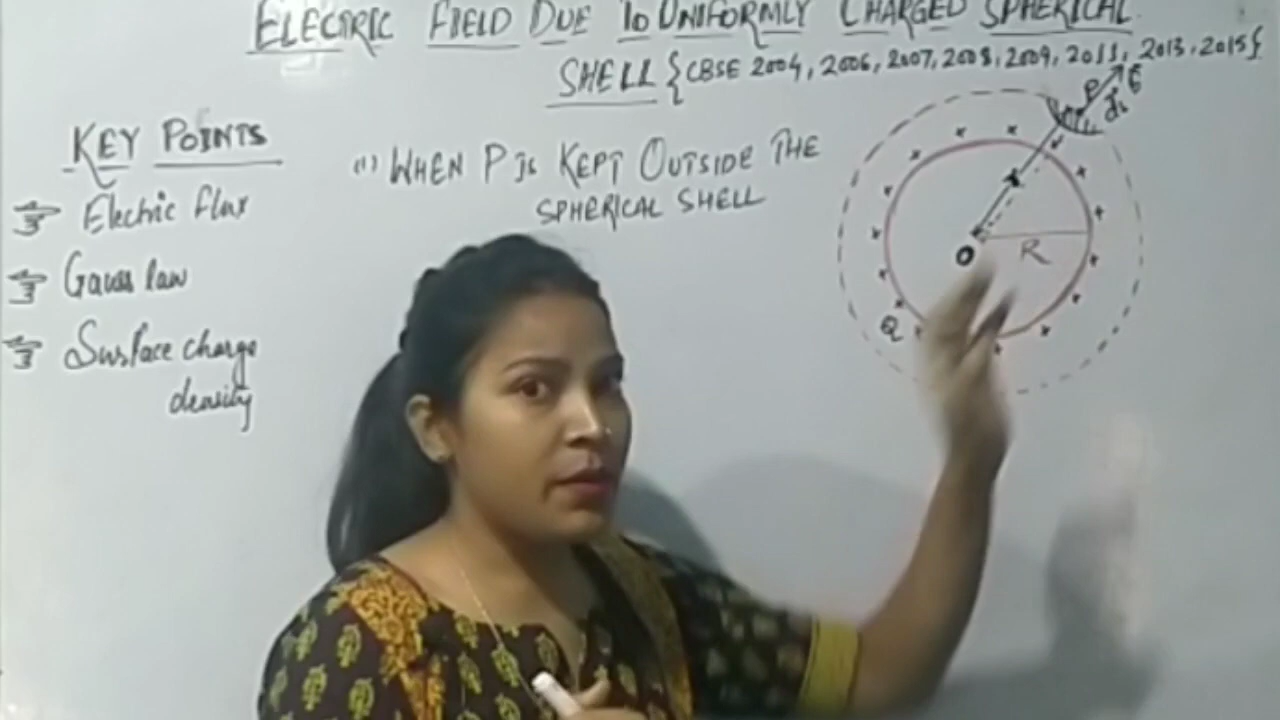 ELECTRIC FIELD DUE TO UNIFORMLY CHARGED SPHERICAL
SHELL {CBSE 2004, 2006, 2007, 2008, 2009, 2011, 2013, 2015}
KEY POINTS
Electric flux
Gauss law
Surface charge
density
(1) WHEN P IS KEPT OUTSIDE THE
SPHERICAL SHELL
P
E
O
R
Q